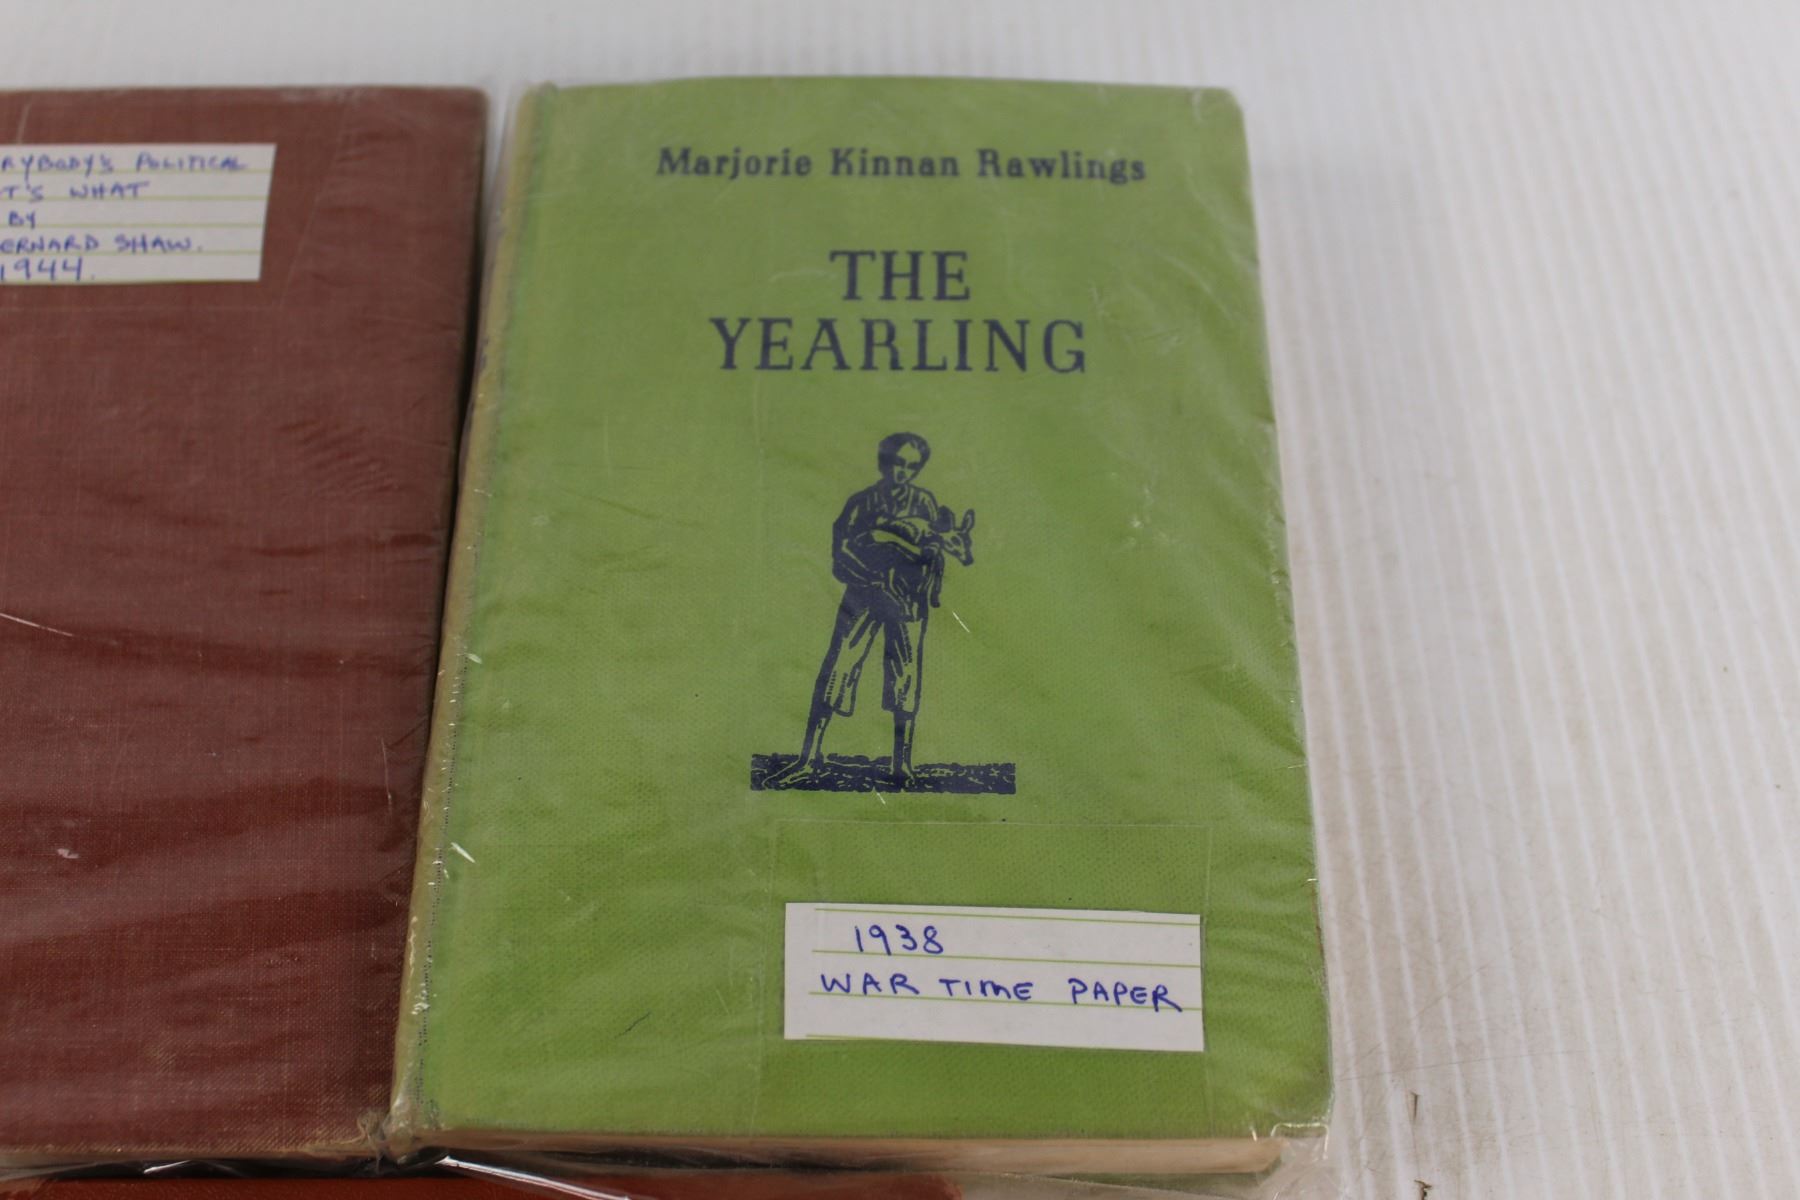 RYBODY'S POLITICAL
T'S WHAT
BY
ERNARD SHAW.
1944.
Marjorie Kinnan Rawlings
THE
YEARLING
1938
WAR TIME PAPER